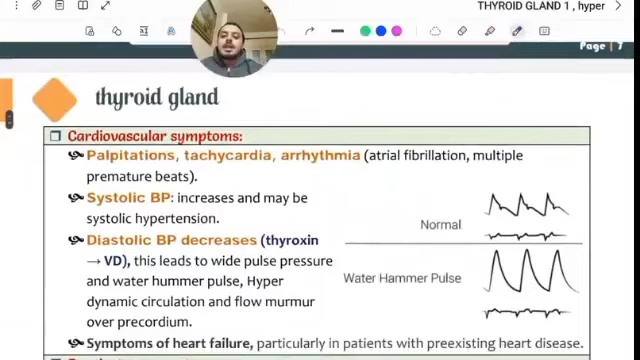 THYROID GLAND 1 , hyper
Page | 7
thyroid gland
Cardiovascular symptoms:
Palpitations, tachycardia, arrhythmia (atrial fibrillation, multiple
premature beats).
Systolic BP: increases and may be
systolic hypertension.
Diastolic BP decreases (thyroxin
→ VD), this leads to wide pulse pressure
and water hummer pulse, Hyper
dynamic circulation and flow murmur
over precordium.
Normal
Water Hammer Pulse
Symptoms of heart failure, particularly in patients with preexisting heart disease.